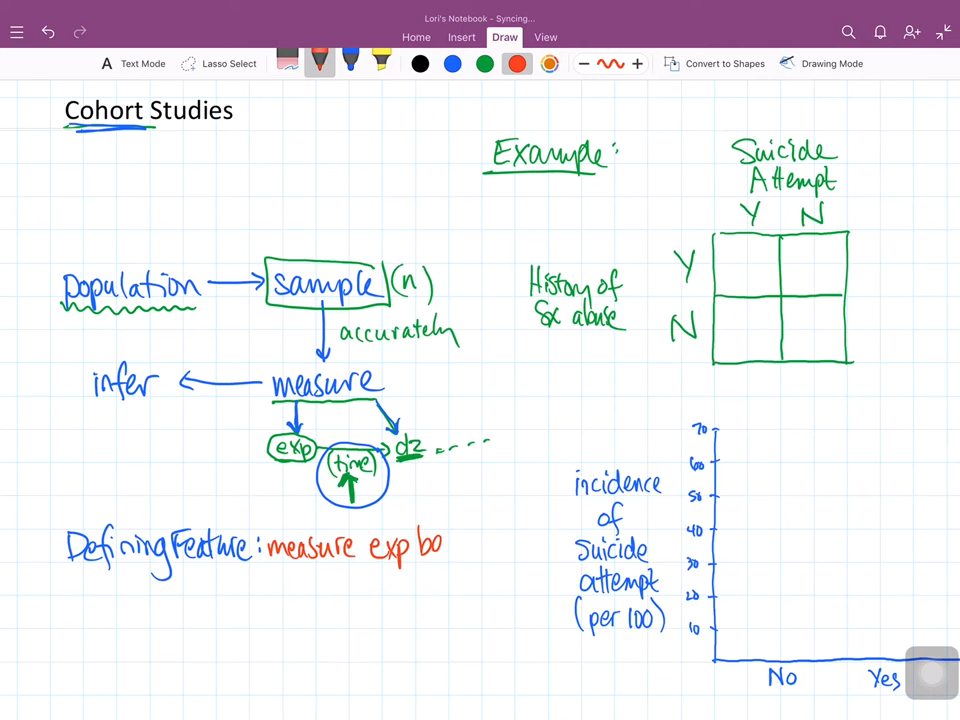 Lori's Notebook - Syncing...
Home Insert Draw View
Text Mode Lasso Select Convert to Shapes Drawing Mode
Cohort Studies
Example:
Suicide
Attempt
Y N
population sample (n)
History of
Sx abuse
Y
N
accurately
infer measure
exp (time) dz
Defining Feature: measure exp bo
incidence
of
suicide
attempt
(per 100)
70
60
50
40
30
20
10
No Yes